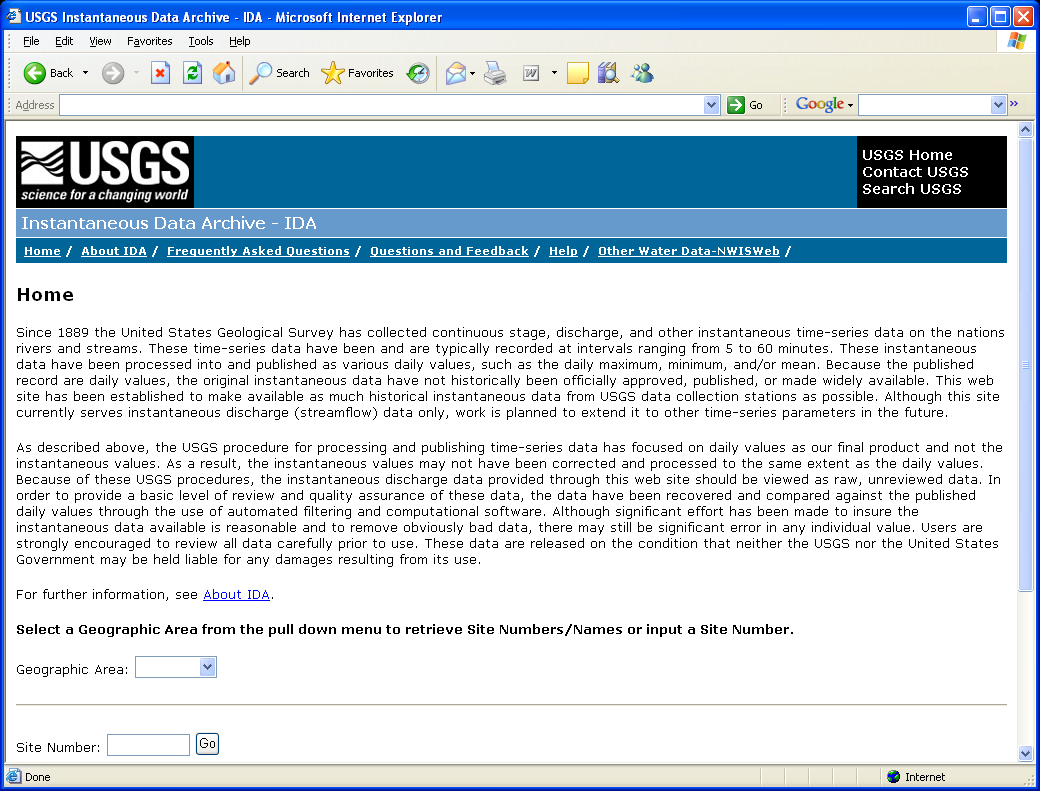 USGS Instantaneous Data Archive - IDA - Microsoft Internet Explorer
File Edit View Favorites Tools Help
Back Search Favorites W
Address Go Google »
USGS
science for a changing world
USGS Home
Contact USGS
Search USGS
Instantaneous Data Archive - IDA
Home / About IDA / Frequently Asked Questions / Questions and Feedback / Help / Other Water Data-NWISWeb /
Home
Since 1889 the United States Geological Survey has collected continuous stage, discharge, and other instantaneous time-series data on the nations
rivers and streams. These time-series data have been and are typically recorded at intervals ranging from 5 to 60 minutes. These instantaneous
data have been processed into and published as various daily values, such as the daily maximum, minimum, and/or mean. Because the published
record are daily values, the original instantaneous data have not historically been officially approved, published, or made widely available. This web
site has been established to make available as much historical instantaneous data from USGS data collection stations as possible. Although this site
currently serves instantaneous discharge (streamflow) data only, work is planned to extend it to other time-series parameters in the future.
As described above, the USGS procedure for processing and publishing time-series data has focused on daily values as our final product and not the
instantaneous values. As a result, the instantaneous values may not have been corrected and processed to the same extent as the daily values.
Because of these USGS procedures, the instantaneous discharge data provided through this web site should be viewed as raw, unreviewed data. In
order to provide a basic level of review and quality assurance of these data, the data have been recovered and compared against the published
daily values through the use of automated filtering and computational software. Although significant effort has been made to insure the
instantaneous data available is reasonable and to remove obviously bad data, there may still be significant error in any individual value. Users are
strongly encouraged to review all data carefully prior to use. These data are released on the condition that neither the USGS nor the United States
Government may be held liable for any damages resulting from its use.
For further information, see About IDA.
Select a Geographic Area from the pull down menu to retrieve Site Numbers/Names or input a Site Number.
Geographic Area:
Site Number: Go
Done Internet